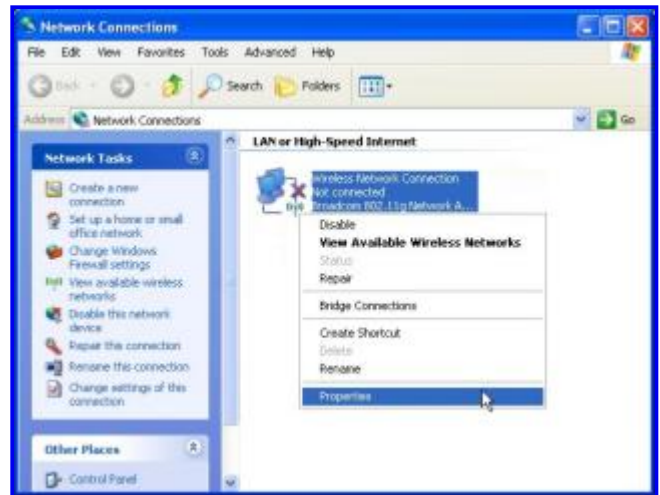 Network Connections
File Edit View Favorites Tools Advanced Help
Back Search Folders
Address Network Connections Go
LAN or High-Speed Internet
Network Tasks
Create a new
connection
Set up a home or small
office network
Change Windows
Firewall settings
View available wireless
networks
Disable this network
device
Repair this connection
Rename this connection
Change settings of this
connection
Other Places
Control Panel
Wireless Network Connection
Not connected
Broadcom 802.11g Network A...
Disable
View Available Wireless Networks
Status
Repair
Bridge Connections
Create Shortcut
Delete
Rename
Properties